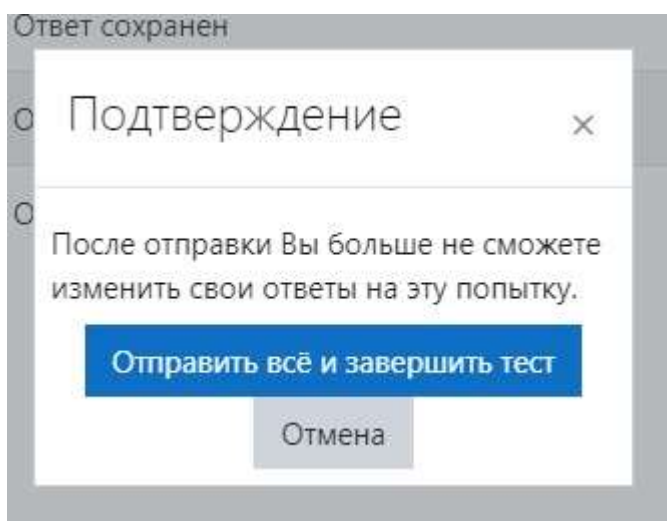 Ответ сохранен
Подтверждение
×
О
О
После отправки Вы больше не сможете
изменить свои ответы на эту попытку.
Отправить всё и завершить тест
Отмена